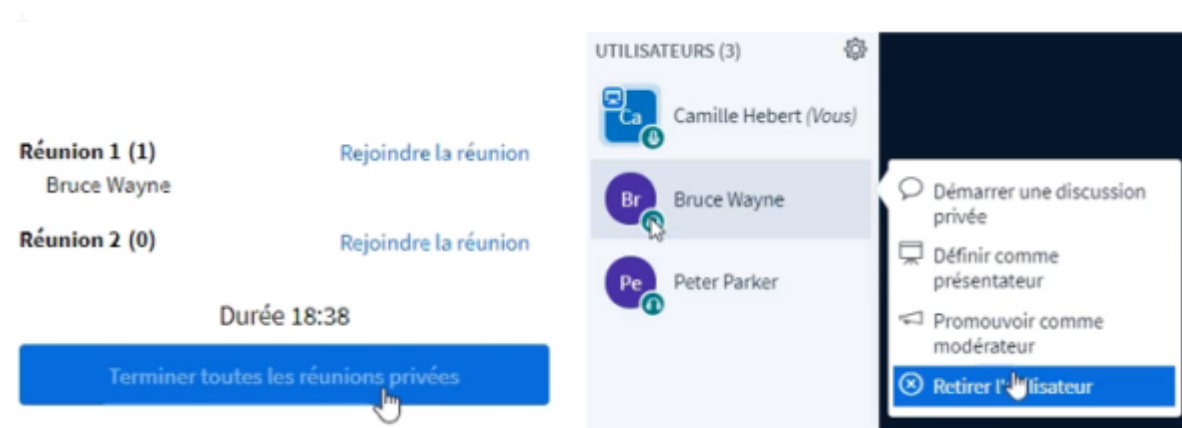 Réunion 1 (1)
Rejoindre la réunion
Bruce Wayne
Réunion 2 (0)
Rejoindre la réunion
Durée 18:38
Terminer toutes les réunions privées
UTILISATEURS (3)
Ca
Camille Hebert (Vous)
Br
Bruce Wayne
Pe
Peter Parker
Démarrer une discussion
privée
Définir comme
présentateur
Promouvoir comme
modérateur
Retirer l'utilisateur